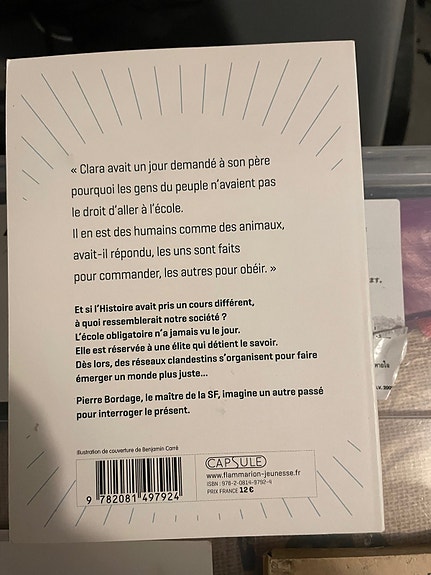 « Clara avait un jour demandé à son père
pourquoi les gens du peuple n'avaient pas
le droit d'aller à l'école.
Il en est des humains comme des animaux,
avait-il répondu, les uns sont faits
pour commander, les autres pour obéir. »
Et si l'Histoire avait pris un cours différent,
à quoi ressemblerait notre société ?
L'école obligatoire n'a jamais vu le jour.
Elle est réservée à une élite qui détient le savoir.
Dès lors, des réseaux clandestins s'organisent pour faire
émerger un monde plus juste...
Pierre Bordage, le maître de la SF, imagine un autre passé
pour interroger le présent.
Illustration de couverture de Benjamin Carré
CAPSULE
www.flammarion-jeunesse.fr
ISBN : 978-2-0814-9792-4
PRIX FRANCE 12 €
9 782081 497924